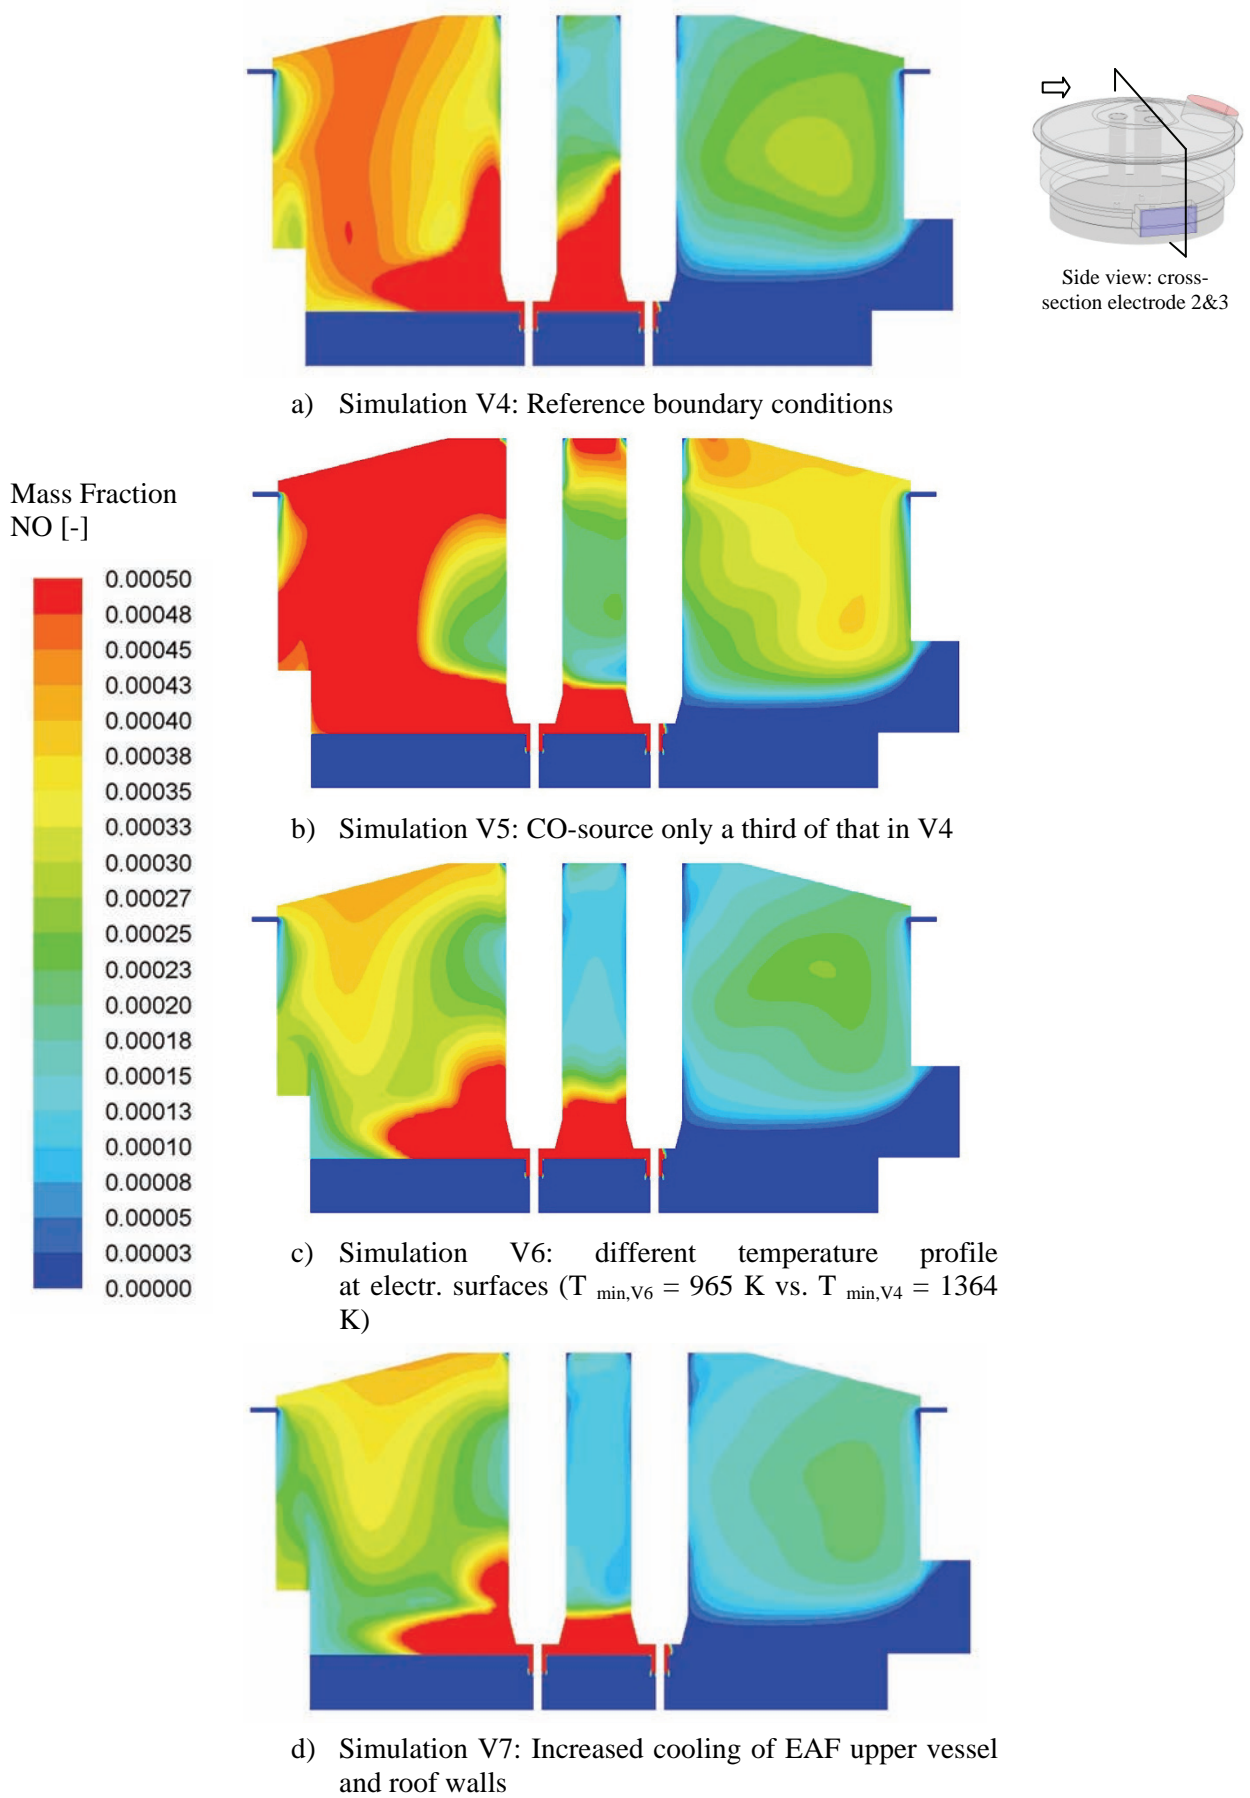 Side view: cross-
section electrode 2&3
a) Simulation V4: Reference boundary conditions
Mass Fraction
NO [-]
0.00050
0.00048
0.00045
0.00043
0.00040
0.00038
0.00035
0.00033
0.00030
0.00027
0.00025
0.00023
0.00020
0.00018
0.00015
0.00013
0.00010
0.00008
0.00005
0.00003
0.00000
b) Simulation V5: CO-source only a third of that in V4
c) Simulation V6: different temperature profile
at electr. surfaces (T min,V6 = 965 K vs. T min,V4 = 1364
K)
d) Simulation V7: Increased cooling of EAF upper vessel
and roof walls